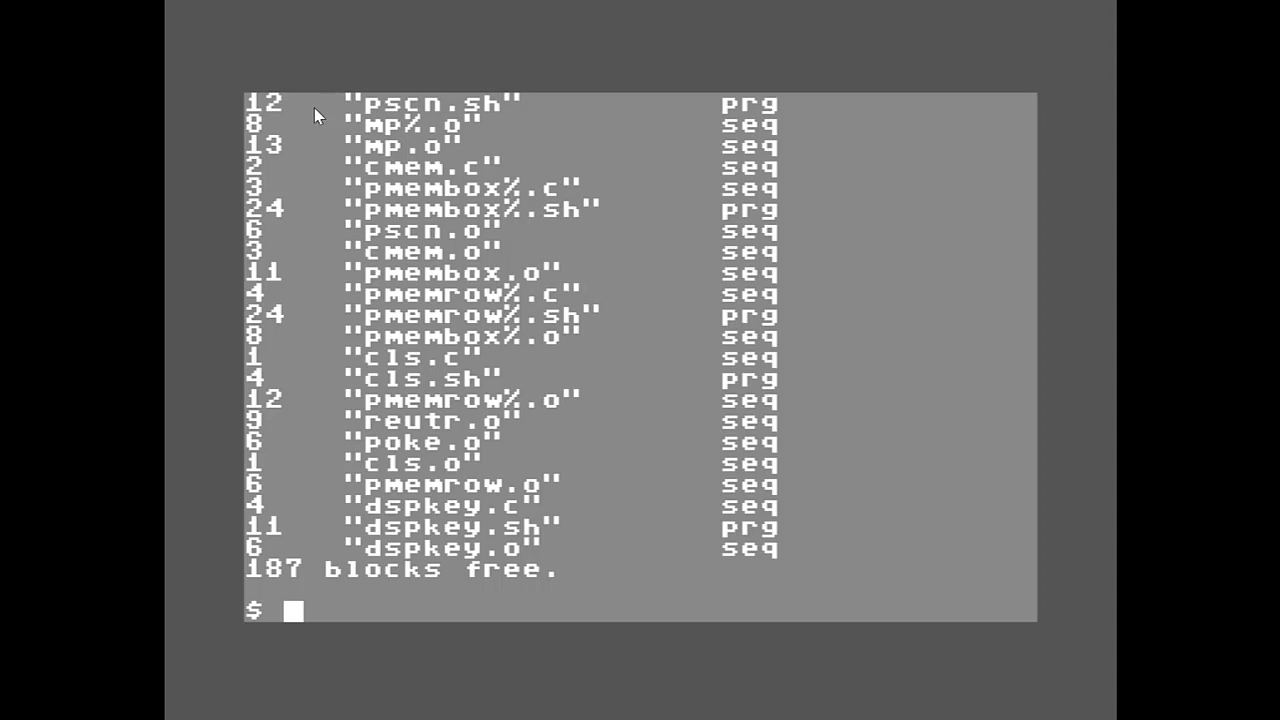 12 "pscn.sh" prg
8 "mp%.o" seq
13 "mp.o" seq
2 "cmem.c" seq
3 "pmembox%.c" seq
24 "pmembox%.sh" prg
6 "pscn.o" seq
3 "cmem.o" seq
11 "pmembox.o" seq
4 "pmemrow%.c" seq
24 "pmemrow%.sh" prg
8 "pmembox%.o" seq
1 "cls.c" seq
4 "cls.sh" prg
12 "pmemrow%.o" seq
9 "reutr.o" seq
6 "poke.o" seq
1 "cls.o" seq
6 "pmemrow.o" seq
4 "dspkey.c" seq
11 "dspkey.sh" prg
6 "dspkey.o" seq
187 blocks free.
$